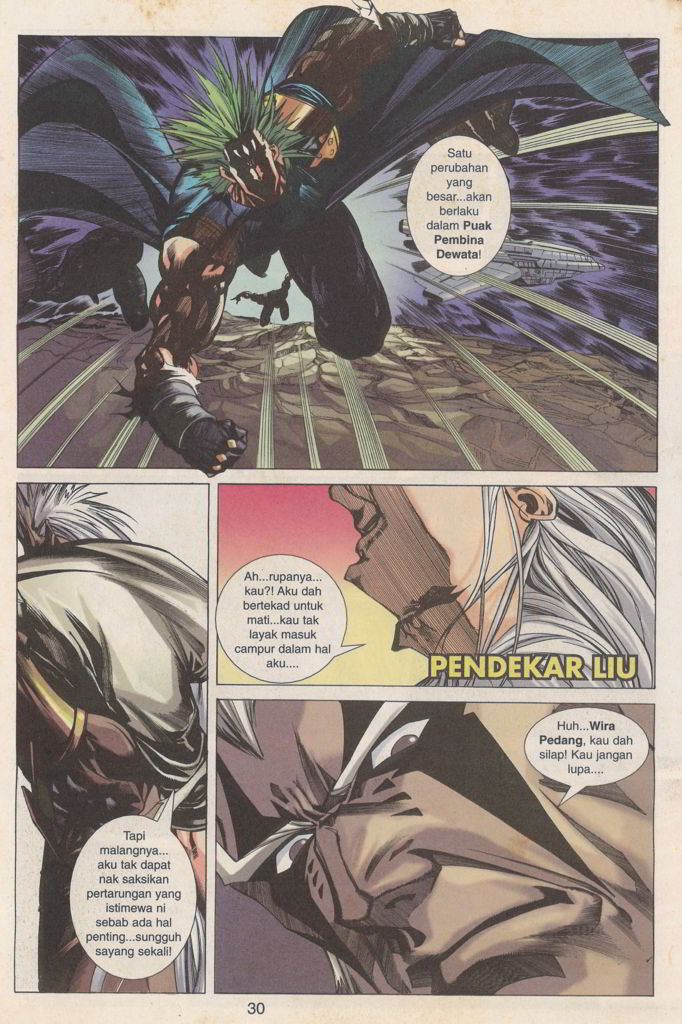 Satu
perubahan
yang
besar...akan
berlaku
dalam Puak
Pembina
Dewata!
Tapi
malangnya...
aku tak dapat
nak saksikan
pertarungan yang
istimewa ni
sebab ada hal
penting...sungguh
sayang sekali!
Ah...rupanya...
kau?! Aku dah
bertekad untuk
mati...kau tak
layak masuk
campur dalam hal
aku....
PENDEKAR LIU
Huh...Wira
Pedang, kau dah
silap! Kau jangan
lupa....
30